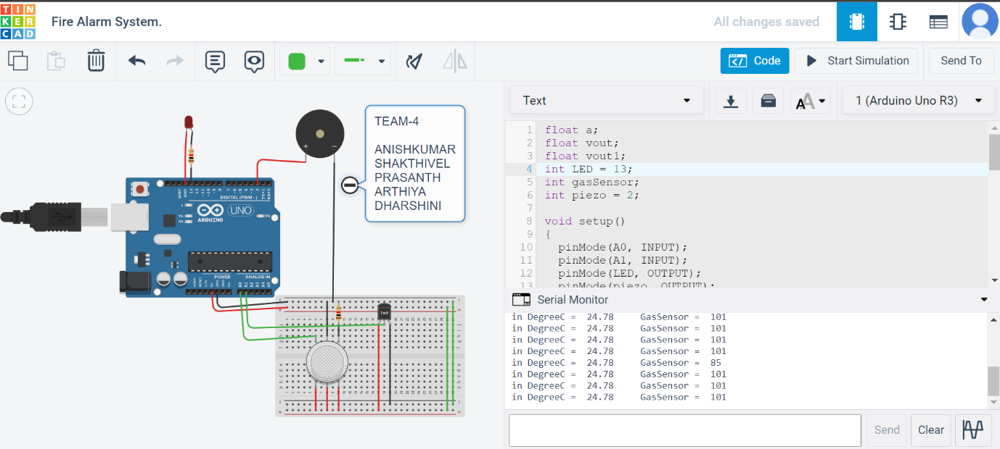 TIN
KER
CAD
Fire Alarm System.
All changes saved
Code
Start Simulation
Send To
Text
1 (Arduino Uno R3)
TEAM-4
ANISHKUMAR
SHAKTHIVEL
PRASANTH
ARTHIYA
DHARSHINI
DIGITAL (PWM ~)
ARDUINO
UNO
POWER
ANALOG IN
TMP
1 float a;
2 float vout;
3 float vout1;
4 int LED = 13;
5 int gasSensor;
6 int piezo = 2;
7
8 void setup()
9 {
10 pinMode(A0, INPUT);
11 pinMode(A1, INPUT);
12 pinMode(LED, OUTPUT);
13 pinMode(piezo, OUTPUT);
Serial Monitor
in DegreeC = 24.78 GasSensor = 101
in DegreeC = 24.78 GasSensor = 101
in DegreeC = 24.78 GasSensor = 101
in DegreeC = 24.78 GasSensor = 101
in DegreeC = 24.78 GasSensor = 85
in DegreeC = 24.78 GasSensor = 101
in DegreeC = 24.78 GasSensor = 101
in DegreeC = 24.78 GasSensor = 101
Send
Clear